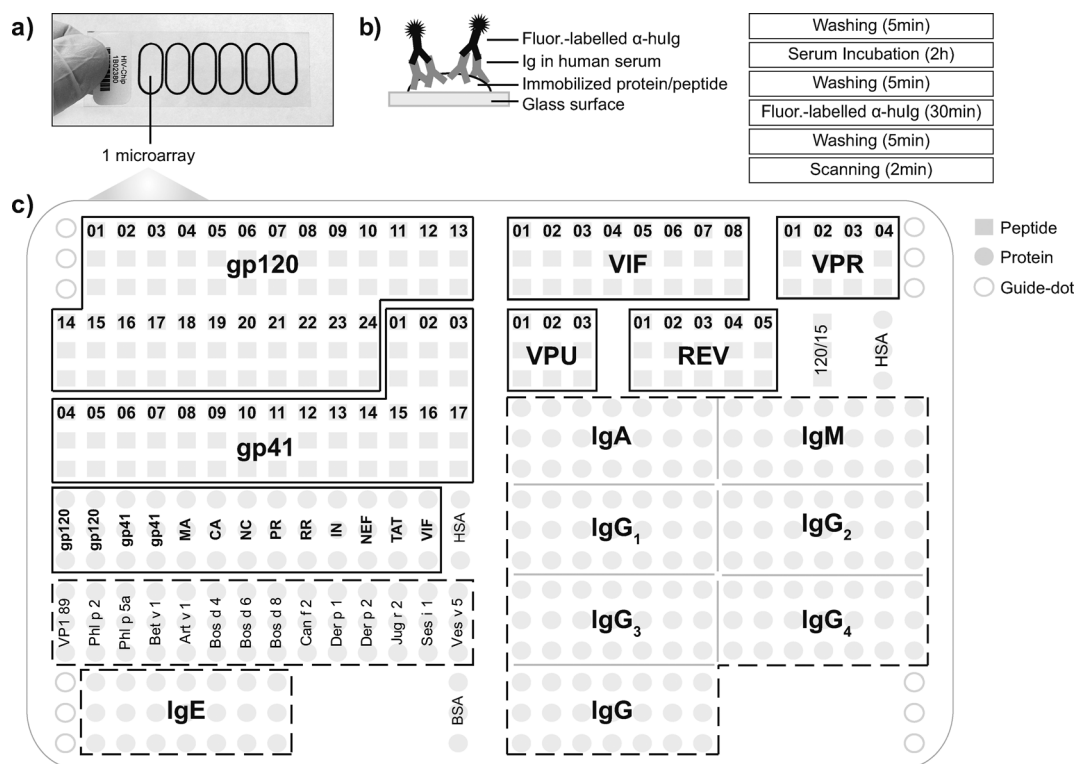 a)
HIV-Chip
1802380
1 microarray
b)
Fluor.-labelled α-huIg
Ig in human serum
Immobilized protein/peptide
Glass surface
Washing (5min)
Serum Incubation (2h)
Washing (5min)
Fluor.-labelled α-huIg (30min)
Washing (5min)
Scanning (2min)
c)
01 02 03 04 05 06 07 08 09 10 11 12 13
gp120
14 15 16 17 18 19 20 21 22 23 24
01 02 03
04 05 06 07 08 09 10 11 12 13 14 15 16 17
gp41
gp120 gp120 gp41 gp41 MA CA NC PR RR IN NEF TAT VIF HSA
VP1 89 Phl p 2 Phl p 5a Bet v 1 Art v 1 Bos d 4 Bos d 6 Bos d 8 Can f 2 Der p 1 Der p 2 Jug r 2 Ses i 1 Ves v 5
IgE
BSA
01 02 03 04 05 06 07 08
VIF
01 02 03 04
VPR
01 02 03
VPU
01 02 03 04 05
REV
120/15
HSA
IgA
IgM
IgG1
IgG2
IgG3
IgG4
IgG
Peptide
Protein
Guide-dot